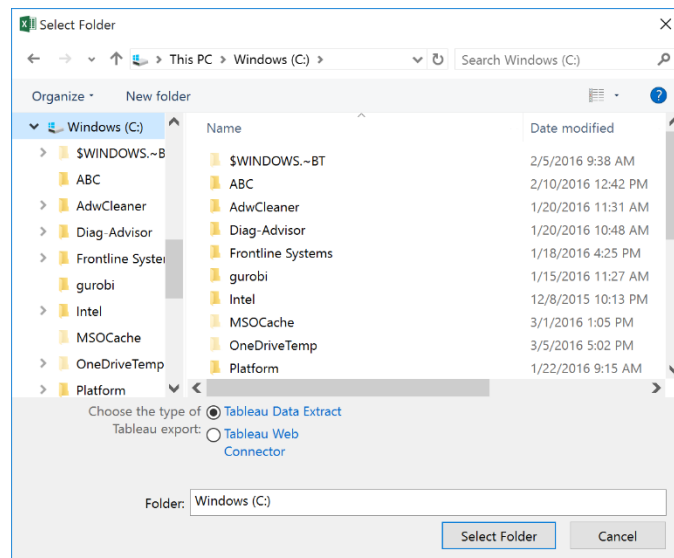 Select Folder
This PC > Windows (C:) >
Search Windows (C:)
Organize
New folder
Windows (C:)
$WINDOWS.~B
ABC
AdwCleaner
Diag-Advisor
Frontline Syster
gurobi
Intel
MSOCache
OneDriveTemp
Platform
Name Date modified
$WINDOWS.~BT 2/5/2016 9:38 AM
ABC 2/10/2016 12:42 PM
AdwCleaner 1/20/2016 11:31 AM
Diag-Advisor 1/20/2016 10:48 AM
Frontline Systems 1/18/2016 4:25 PM
gurobi 1/15/2016 11:27 AM
Intel 12/8/2015 10:13 PM
MSOCache 3/1/2016 1:05 PM
OneDriveTemp 3/5/2016 5:02 PM
Platform 1/22/2016 9:15 AM
Choose the type of
Tableau export:
Tableau Data Extract
Tableau Web
Connector
Folder: Windows (C:)
Select Folder
Cancel